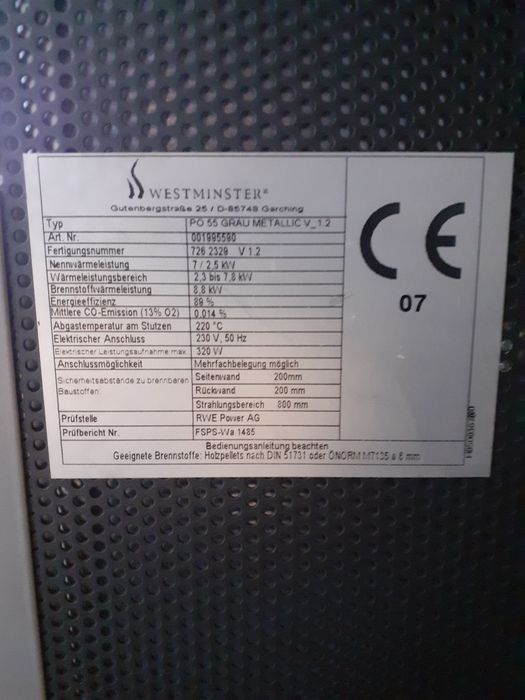 WESTMINSTER®
Gutenbergstraße 25 / D-85748 Garching
Typ PO 55 GRAU METALLIC V_1.2
Art. Nr. 001995590
Fertigungsnummer 726 2329 V 1.2
Nennwärmeleistung 7 / 2,5 kW
Wärmeleistungsbereich 2,3 bis 7,8 kW
Brennstoffwärmeleistung 8,8 kW
Energieeffizienz 89 %
Mittlere CO-Emission (13% O2) 0,014 %
Abgastemperatur am Stutzen 220 °C
Elektrischer Anschluss 230 V, 50 Hz
Elektrischer Leistungsaufnahme max. 320 W
Anschlussmöglichkeit Mehrfachbelegung möglich
Sicherheitsabstände zu brennbaren Baustoffen: Seitenwand 200mm
Rückwand 200 mm
Strahlungsbereich 800 mm
Prüfstelle RWE Power AG
Prüfbericht Nr. FSPS-Wa 1485
Bedienungsanleitung beachten
Geeignete Brennstoffe: Holzpellets nach DIN 51731 oder ÖNORM M7135 ø 6 mm
CE
07